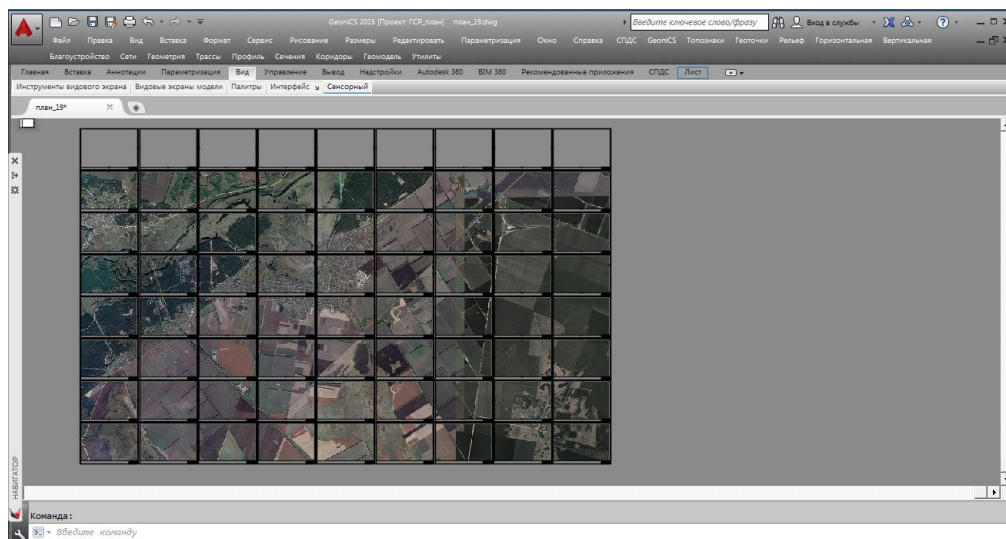 GeoniCS 2015 [Проект: ГСР_план] план_19.dwg Введите ключевое слово/фразу Вход в службы
Файл Правка Вид Вставка Формат Сервис Рисование Размеры Редактировать Параметризация Окно Справка СПДС GeoniCS Топознаки Геоточки Рельеф Горизонтальная Вертикальная
Благоустройство Сети Геометрия Трассы Профиль Сечения Коридоры Геомодель Утилиты
Главная Вставка Аннотации Параметризация Вид Управление Вывод Надстройки Autodesk 360 BIM 360 Рекомендованные приложения СПДС Лист
Инструменты видового экрана Видовые экраны модели Палитры Интерфейс Сенсорный
план_19*
НАВИГАТОР
Команда:
Введите команду